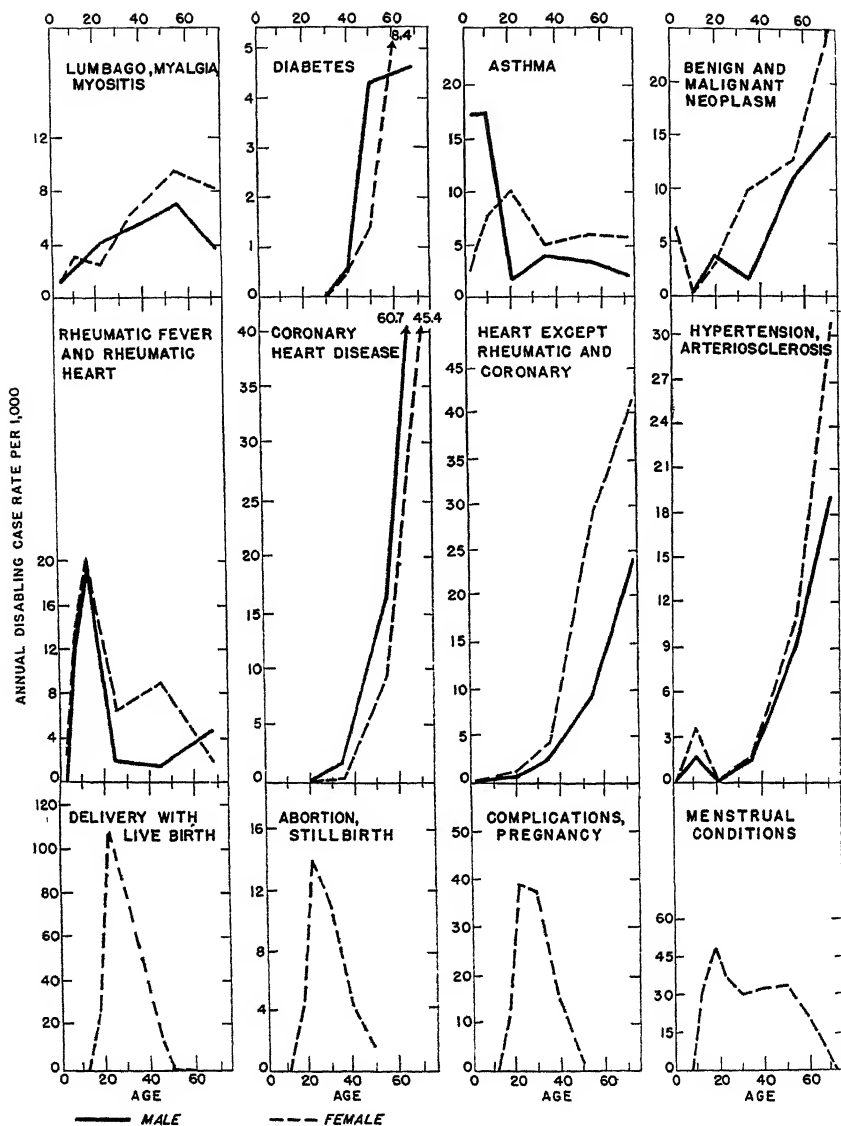 0 20 40 60
0 20 40 60
0 20 40 60
0 20 40 60
LUMBAGO, MYALGIA
MYOSITIS
12
8
4
0
DIABETES
8.4
5
4
3
2
1
0
ASTHMA
20
15
10
5
0
BENIGN AND
MALIGNANT
NEOPLASM
25
20
15
10
5
0
ANNUAL DISABLING CASE RATE PER 1,000
RHEUMATIC FEVER
AND RHEUMATIC
HEART
20
16
12
8
4
0
CORONARY
HEART DISEASE
60.7 45.4
40
35
30
25
20
15
10
5
0
HEART EXCEPT
RHEUMATIC AND
CORONARY
45
40
35
30
25
20
15
10
5
0
HYPERTENSION,
ARTERIOSCLEROSIS
30
27
24
21
18
15
12
9
6
3
0
DELIVERY WITH
LIVE BIRTH
120
100
80
60
40
20
0
0 20 40 60
AGE
ABORTION,
STILLBIRTH
16
12
8
4
0
0 20 40 60
AGE
COMPLICATIONS,
PREGNANCY
50
40
30
20
10
0
0 20 40 60
AGE
MENSTRUAL
CONDITIONS
60
45
30
15
0
0 20 40 60
AGE
MALE
FEMALE